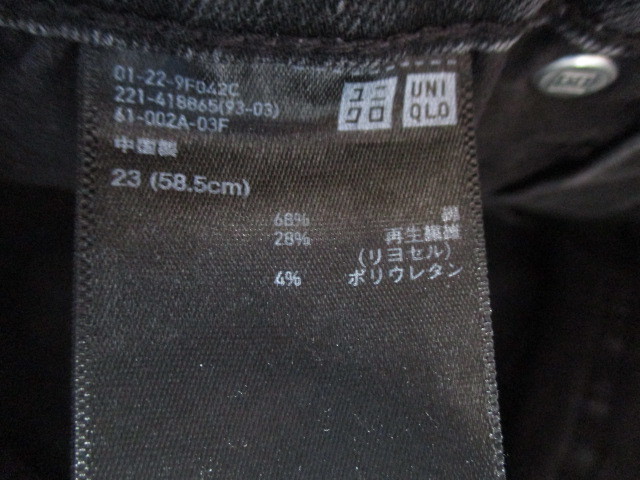 01-22-9F042C
221-418865(93-03)
61-002A-03F
ユニ
クロ
UNI
QLO
中国製
23 (58.5cm)
68% 綿
28% 再生繊維
(リヨセル)
4% ポリウレタン